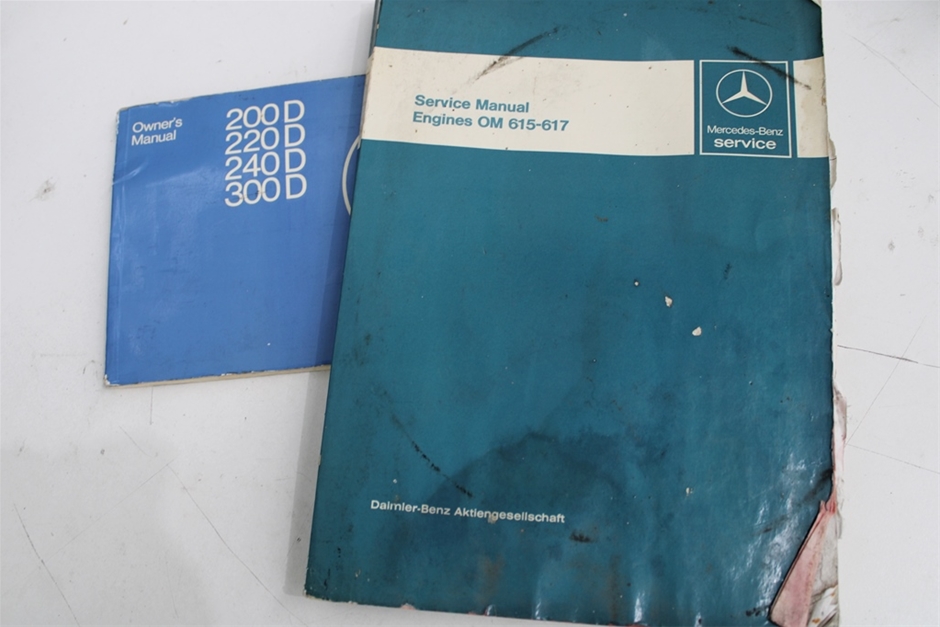 Owner's
Manual
200 D
220 D
240 D
300 D
Service Manual
Engines OM 615-617
Mercedes-Benz
service
Daimler-Benz Aktiengesellschaft